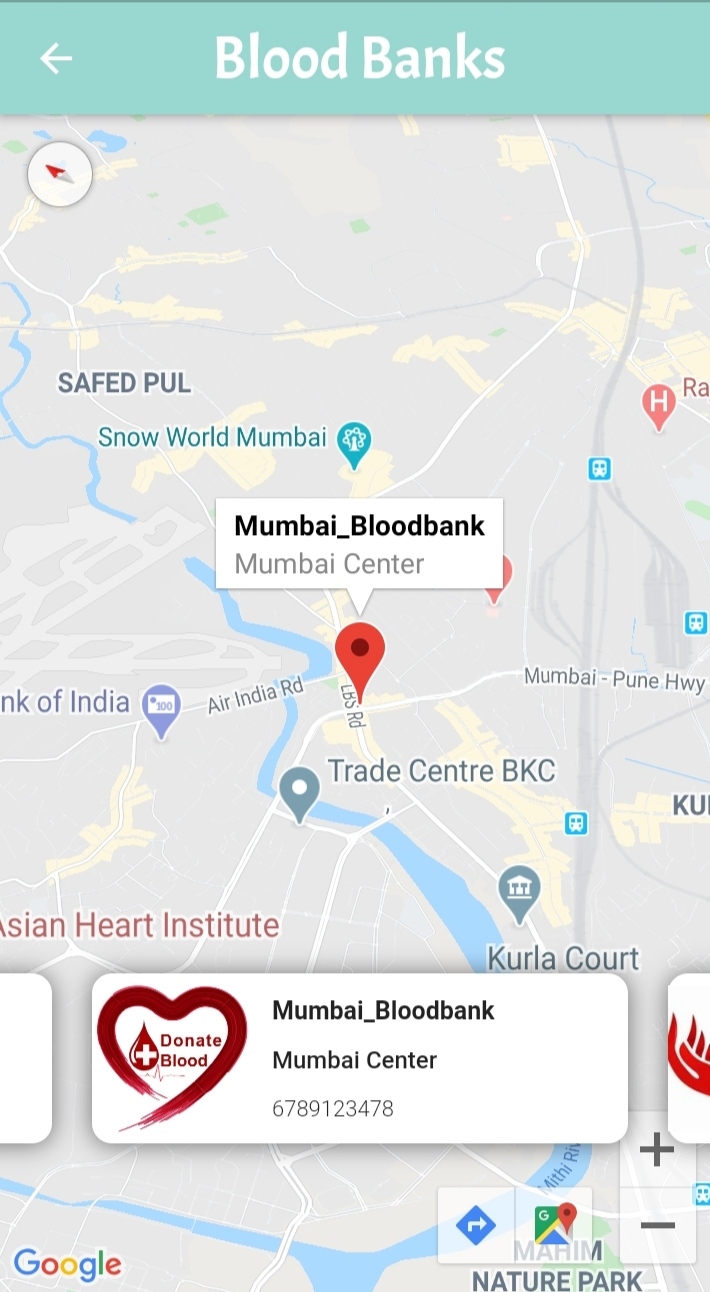 Blood Banks
SAFED PUL
Ra
H
Snow World Mumbai
Mumbai_Bloodbank
Mumbai Center
Mumbai - Pune Hwy
nk of India
100
Air India Rd
LBS Rd
Trade Centre BKC
KU
Asian Heart Institute
Kurla Court
Donate
Blood
Mumbai_Bloodbank
Mumbai Center
6789123478
+
Mithi Riv
−
G
MAHIM
NATURE PARK
Google